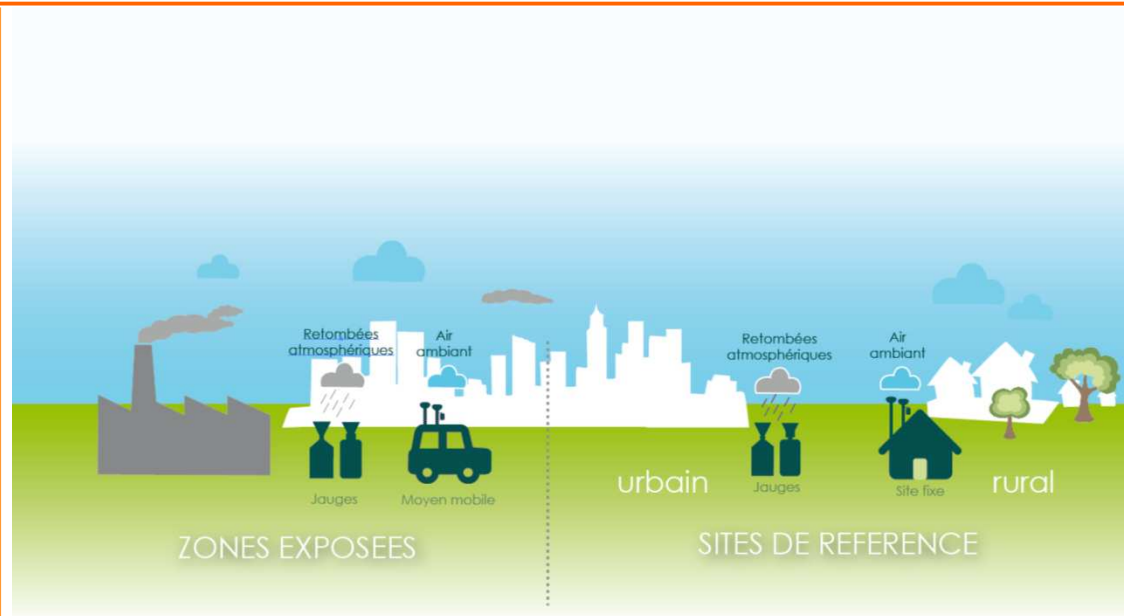 Retombées
atmosphériques
Air
ambiant
Jauges
Moyen mobile
ZONES EXPOSEES
Retombées
atmosphériques
Air
ambiant
urbain
Jauges
Site fixe
rural
SITES DE REFERENCE